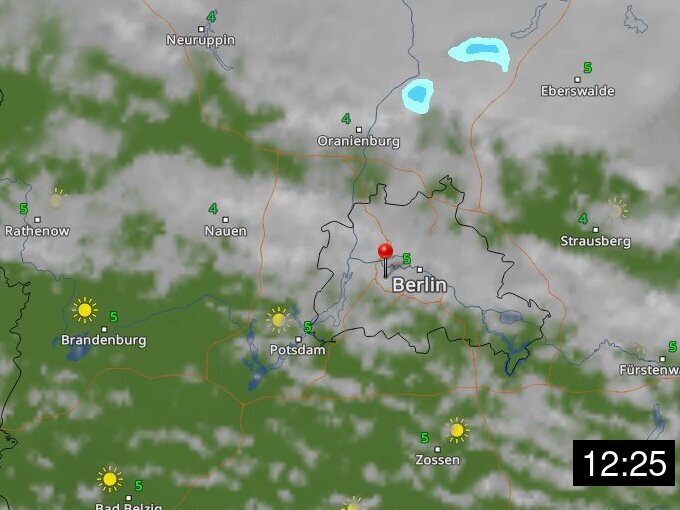 4
Neuruppin
5
Eberswalde
4
Oranienburg
5
Rathenow
4
Nauen
4
Strausberg
5
Berlin
5
Brandenburg
5
Potsdam
5
Fürstenwa
5
Zossen
12:25
5
Bad Belzig